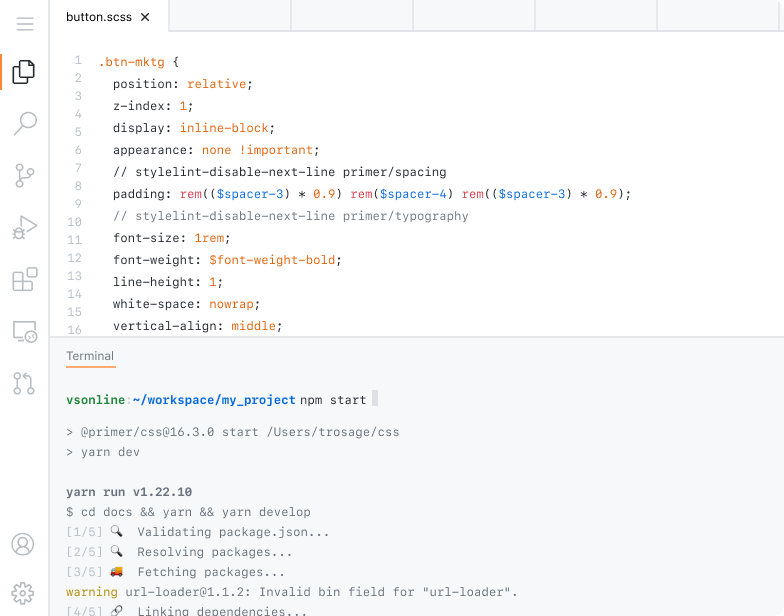 button.scss ×
1 .btn-mktg {
2 position: relative;
3 z-index: 1;
4 display: inline-block;
5 appearance: none !important;
6 // stylelint-disable-next-line primer/spacing
7 padding: rem(($spacer-3) * 0.9) rem($spacer-4) rem(($spacer-3) * 0.9);
8 // stylelint-disable-next-line primer/typography
9 font-size: 1rem;
10 font-weight: $font-weight-bold;
11 line-height: 1;
12 white-space: nowrap;
13 vertical-align: middle;
14
15
16
Terminal
vsonline:~/workspace/my_project npm start
> @primer/css@16.3.0 start /Users/trosage/css
> yarn dev
yarn run v1.22.10
$ cd docs && yarn && yarn develop
[1/5] 🔍 Validating package.json...
[2/5] 🔍 Resolving packages...
[3/5] 🚚 Fetching packages...
warning url-loader@1.1.2: Invalid bin field for "url-loader".
[4/5] 🔗 Linking dependencies...